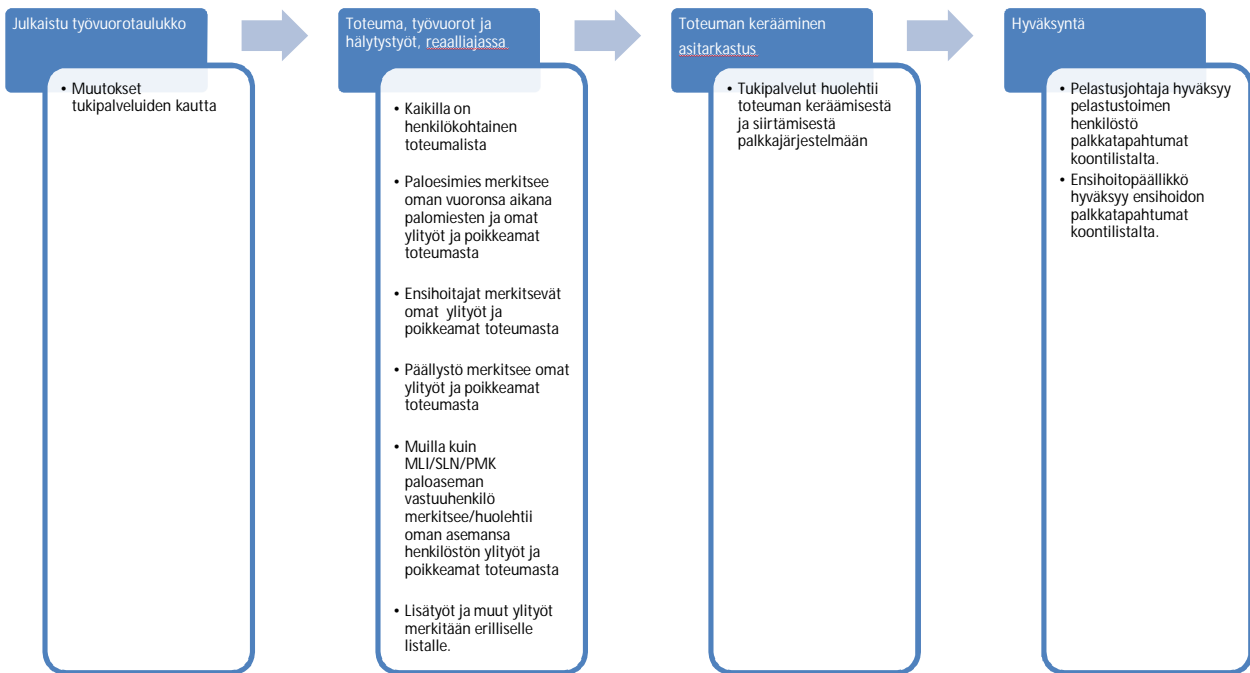 Julkaistu työvuorotaulukko
• Muutokset
tukipalveluiden kautta
Toteuma, työvuorot ja
hälytystyöt, reaalliajassa
• Kaikilla on
henkilökohtainen
toteumalista
• Paloesimies merkitsee
oman vuoronsa aikana
palomiesten ja omat
ylityöt ja poikkeamat
toteumasta
• Ensihoitajat merkitsevät
omat ylityöt ja
poikkeamat toteumasta
• Päällystö merkitsee omat
ylityöt ja poikkeamat
toteumasta
• Muilla kuin
MLI/SLN/PMK
paloaseman
vastuuhenkilö
merkitsee/huolehtii
oman asemansa
henkilöstön ylityöt ja
poikkeamat toteumasta
• Lisätyöt ja muut ylityöt
merkitään erilliselle
listalle.
Toteuman kerääminen
asitarkastus
• Tukipalvelut huolehtii
toteuman keräämisestä
ja siirtämisestä
palkkajärjestelmään
Hyväksyntä
• Pelastusjohtaja hyväksyy
pelastustoimen
henkilöstö
palkkatapahtumat
koontilistalta.
• Ensihoitopäällikkö
hyväksyy ensihoidon
palkkatapahtumat
koontilistalta.